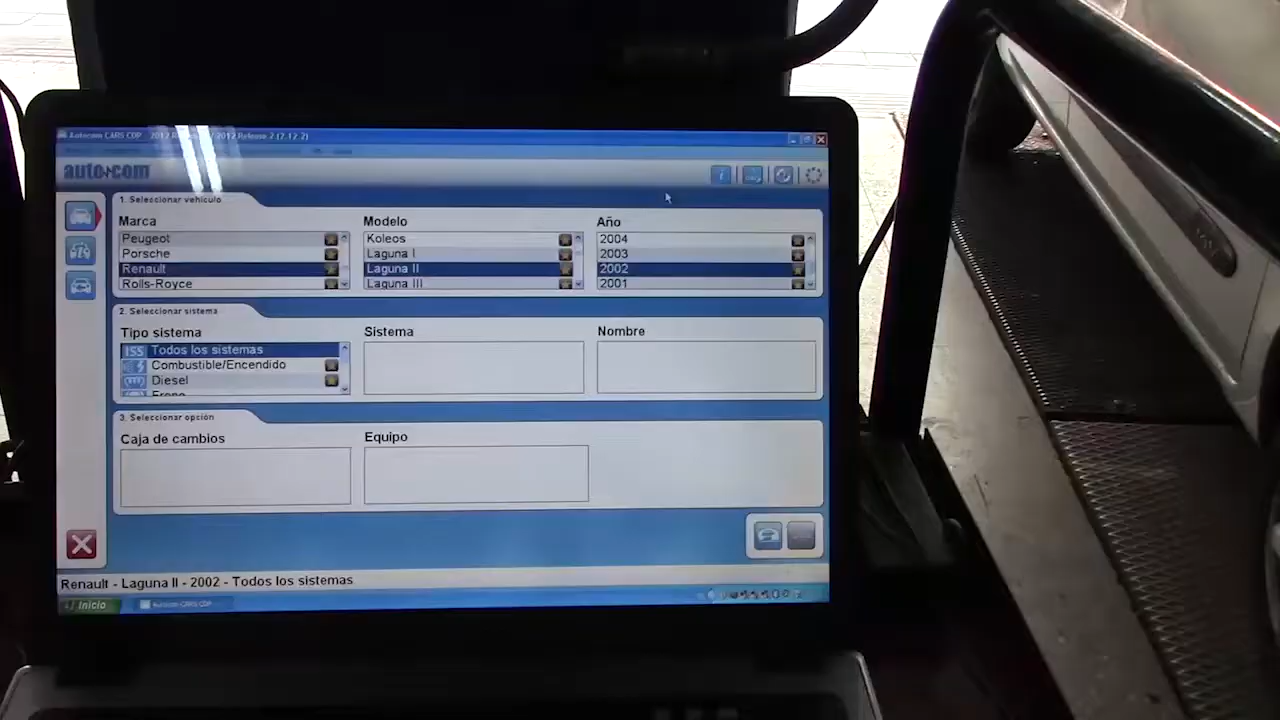 Autocom CARS CDP - 2012 Release 2 (2.12.2)
auto com
1. Seleccionar vehículo
Marca
Modelo
Año
Peugeot
Koleos
2004
Porsche
Laguna I
2003
Renault
Laguna II
2002
Rolls-Royce
Laguna III
2001
2. Seleccionar sistema
Tipo sistema
Sistema
Nombre
ISS Todos los sistemas
Combustible/Encendido
Diesel
Freno
3. Seleccionar opción
Caja de cambios
Equipo
Renault - Laguna II - 2002 - Todos los sistemas
Inicio
Autocom CARS CDP